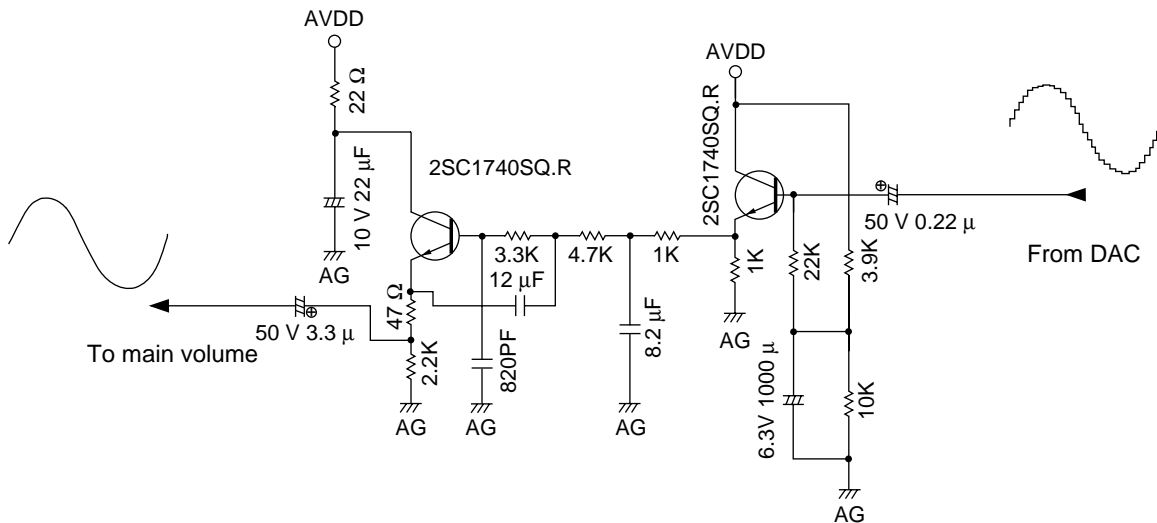 AVDD
22 Ω
10 V 22 μF
AG
2SC1740SQ.R
3.3K
4.7K
1K
12 μF
47 Ω
2.2K
AG
820PF
AG
8.2 μF
AG
50 V 3.3 μ
To main volume
AVDD
2SC1740SQ.R
1K
AG
22K
3.9K
50 V 0.22 μ
From DAC
6.3V 1000 μ
10K
AG